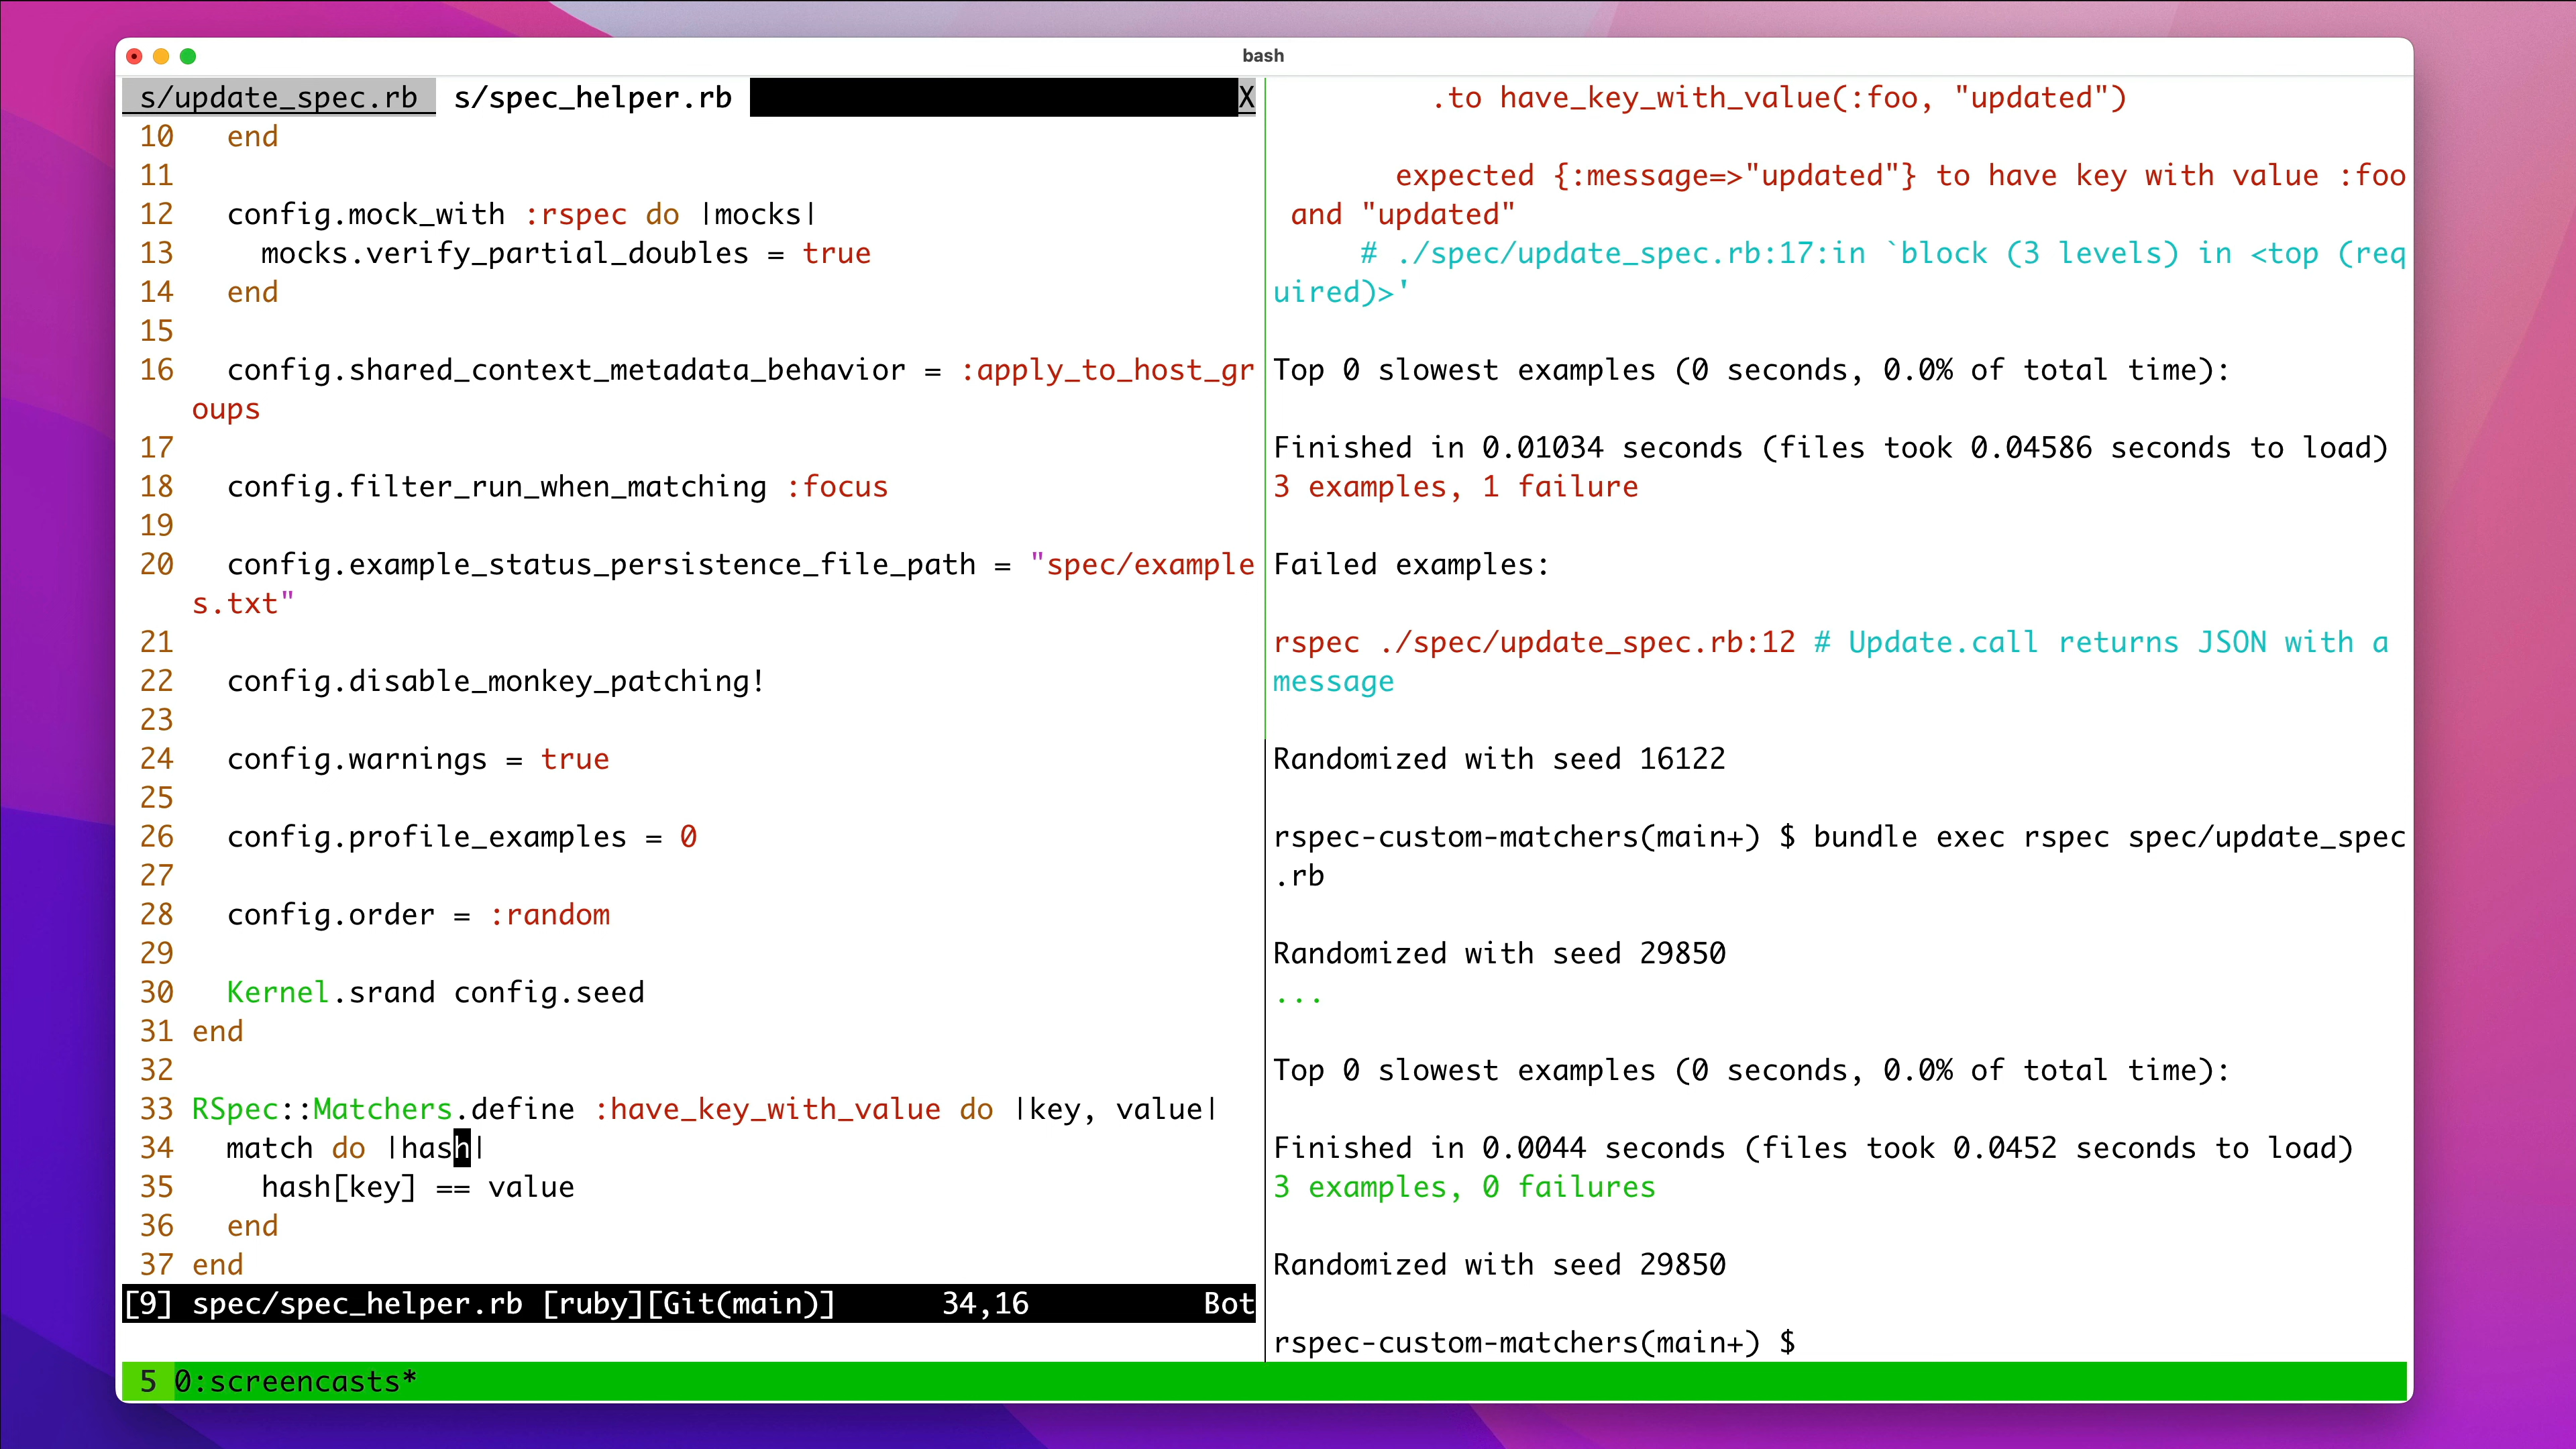 bash
s/update_spec.rb  s/spec_helper.rb X
10   end
11
12   config.mock_with :rspec do |mocks|
13     mocks.verify_partial_doubles = true
14   end
15
16   config.shared_context_metadata_behavior = :apply_to_host_gr
oups
17
18   config.filter_run_when_matching :focus
19
20   config.example_status_persistence_file_path = "spec/example
s.txt"
21
22   config.disable_monkey_patching!
23
24   config.warnings = true
25
26   config.profile_examples = 0
27
28   config.order = :random
29
30   Kernel.srand config.seed
31 end
32
33 RSpec::Matchers.define :have_key_with_value do |key, value|
34   match do |hash|
35     hash[key] == value
36   end
37 end
[9] spec/spec_helper.rb [ruby][Git(main)]      34,16          Bot
.to have_key_with_value(:foo, "updated")
expected {:message=>"updated"} to have key with value :foo
and "updated"
# ./spec/update_spec.rb:17:in `block (3 levels) in <top (req
uired)>'
Top 0 slowest examples (0 seconds, 0.0% of total time):
Finished in 0.01034 seconds (files took 0.04586 seconds to load)
3 examples, 1 failure
Failed examples:
rspec ./spec/update_spec.rb:12 # Update.call returns JSON with a
message
Randomized with seed 16122
rspec-custom-matchers(main+) $ bundle exec rspec spec/update_spec
.rb
Randomized with seed 29850
...
Top 0 slowest examples (0 seconds, 0.0% of total time):
Finished in 0.0044 seconds (files took 0.0452 seconds to load)
3 examples, 0 failures
Randomized with seed 29850
rspec-custom-matchers(main+) $
5 0:screencasts*